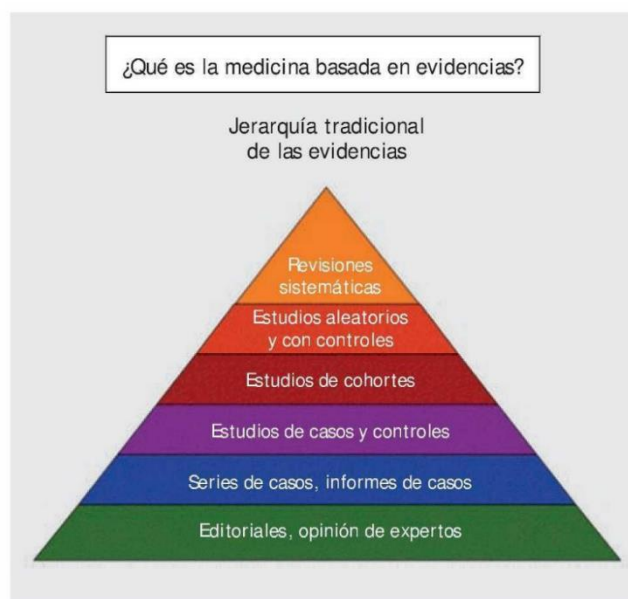 ¿Qué es la medicina basada en evidencias?
Jerarquía tradicional
de las evidencias
Revisiones
sistemáticas
Estudios aleatorios
y con controles
Estudios de cohortes
Estudios de casos y controles
Series de casos, informes de casos
Editoriales, opinión de expertos